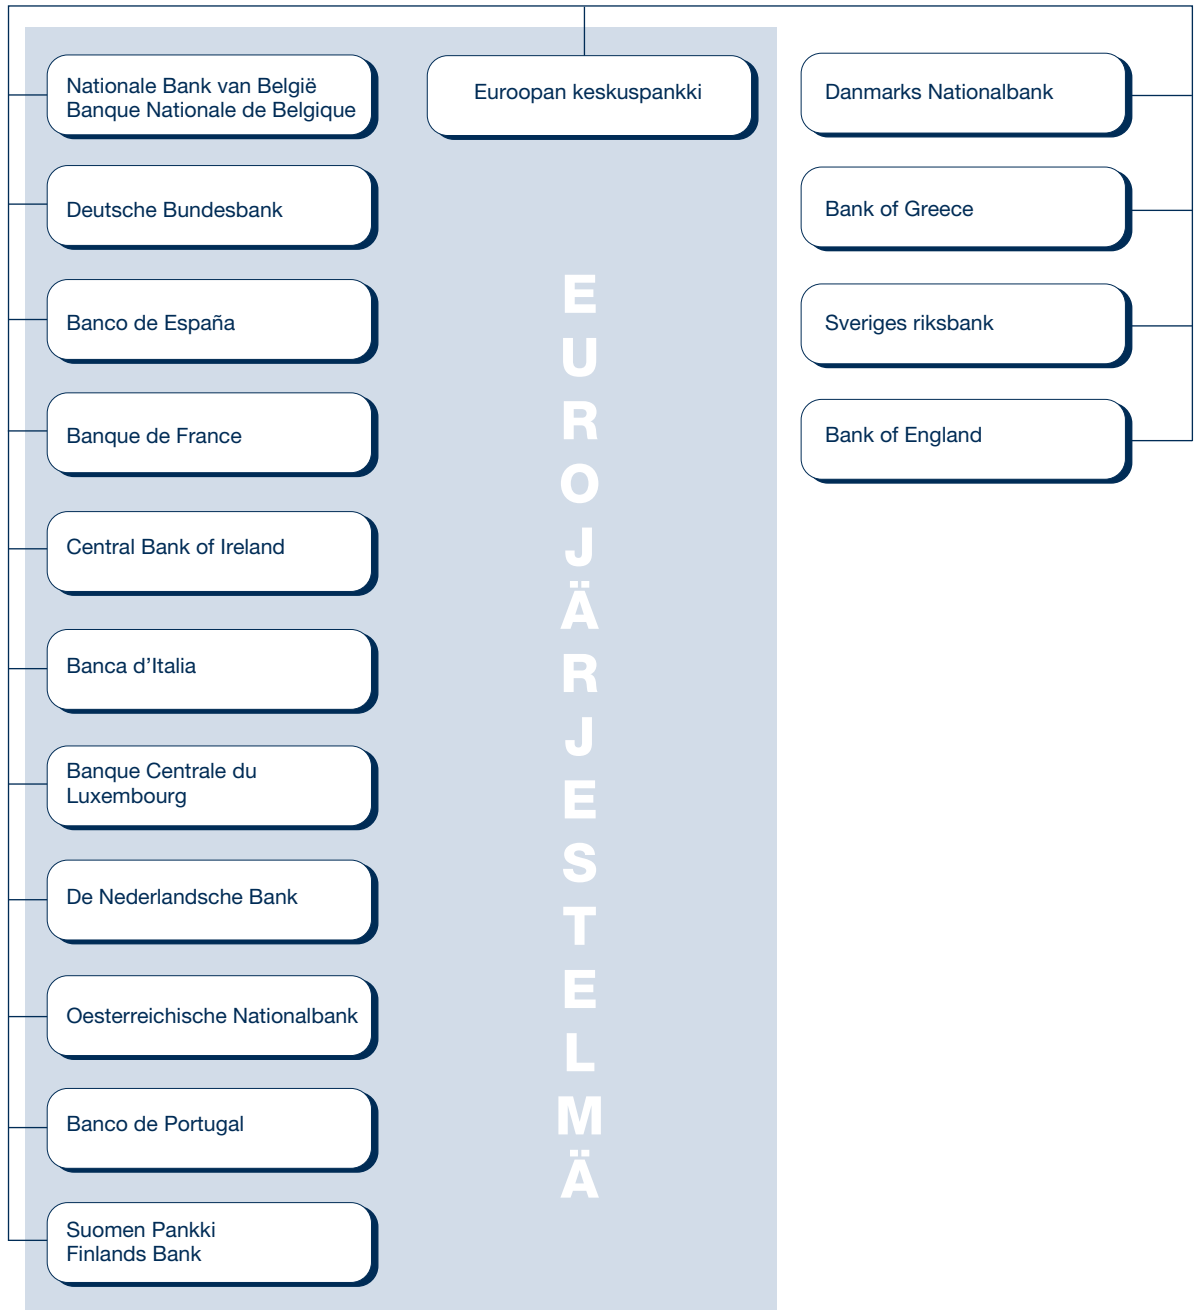 Nationale Bank van België
Banque Nationale de Belgique
Deutsche Bundesbank
Banco de España
Banque de France
Central Bank of Ireland
Banca d’Italia
Banque Centrale du
Luxembourg
De Nederlandsche Bank
Oesterreichische Nationalbank
Banco de Portugal
Suomen Pankki
Finlands Bank
Euroopan keskuspankki
EUROJÄRJESTELMÄ
Danmarks Nationalbank
Bank of Greece
Sveriges riksbank
Bank of England